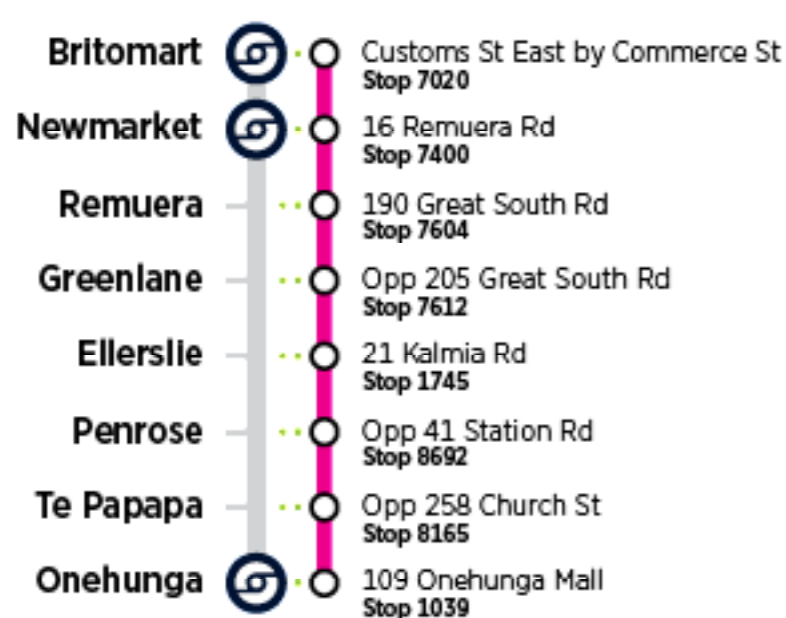 Britomart
Customs St East by Commerce St
Stop 7020
Newmarket
16 Remuera Rd
Stop 7400
Remuera
190 Great South Rd
Stop 7604
Greenlane
Opp 205 Great South Rd
Stop 7612
Ellerslie
21 Kalmia Rd
Stop 1745
Penrose
Opp 41 Station Rd
Stop 8692
Te Papapa
Opp 258 Church St
Stop 8165
Onehunga
109 Onehunga Mall
Stop 1039